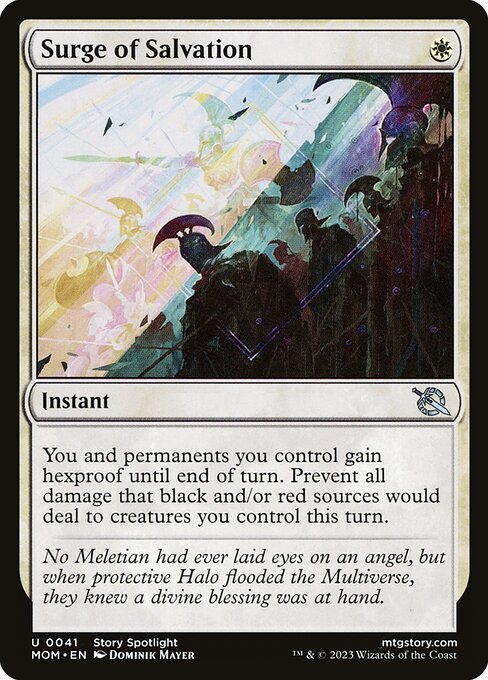 Surge of Salvation
Instant
You and permanents you control gain
hexproof until end of turn. Prevent all
damage that black and/or red sources would
deal to creatures you control this turn.
No Meletian had ever laid eyes on an angel, but
when protective Halo flooded the Multiverse,
they knew a divine blessing was at hand.
U 0041 Story Spotlight mtgstory.com
MOM • EN Dominik Mayer ™ & © 2023 Wizards of the Coast